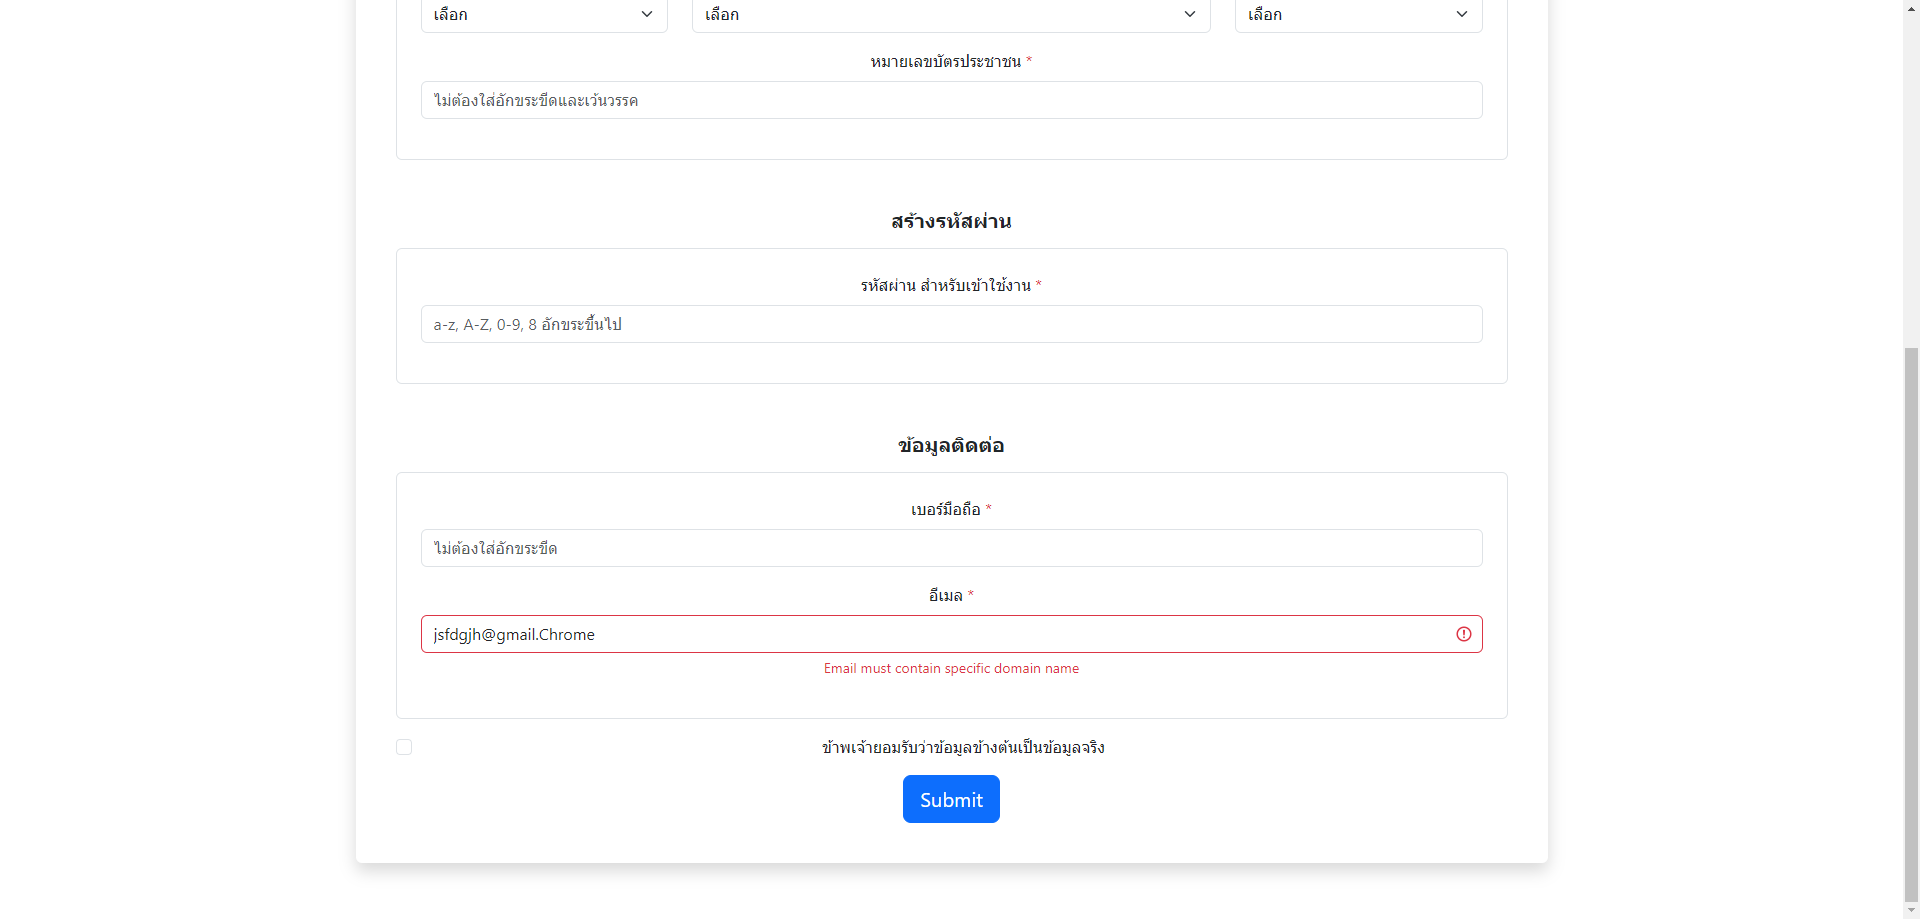 เลือก เลือก เลือก
หมายเลขบัตรประชาชน *
ไม่ต้องใส่อักขระขีดและเว้นวรรค
สร้างรหัสผ่าน
รหัสผ่าน สำหรับเข้าใช้งาน *
a-z, A-Z, 0-9, 8 อักขระขึ้นไป
ข้อมูลติดต่อ
เบอร์มือถือ *
ไม่ต้องใส่อักขระขีด
อีเมล *
jsfdgjh@gmail.Chrome
Email must contain specific domain name
ข้าพเจ้ายอมรับว่าข้อมูลข้างต้นเป็นข้อมูลจริง
Submit